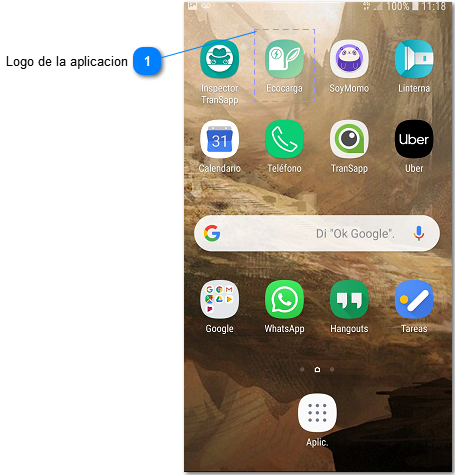 100% 11:18
Logo de la aplicacion 1
Inspector TranSapp
Ecocarga
SoyMomo
Linterna
31
Uber
Calendario
Teléfono
TranSapp
Uber
Di "Ok Google".
Google
WhatsApp
Hangouts
Tareas
Aplic.